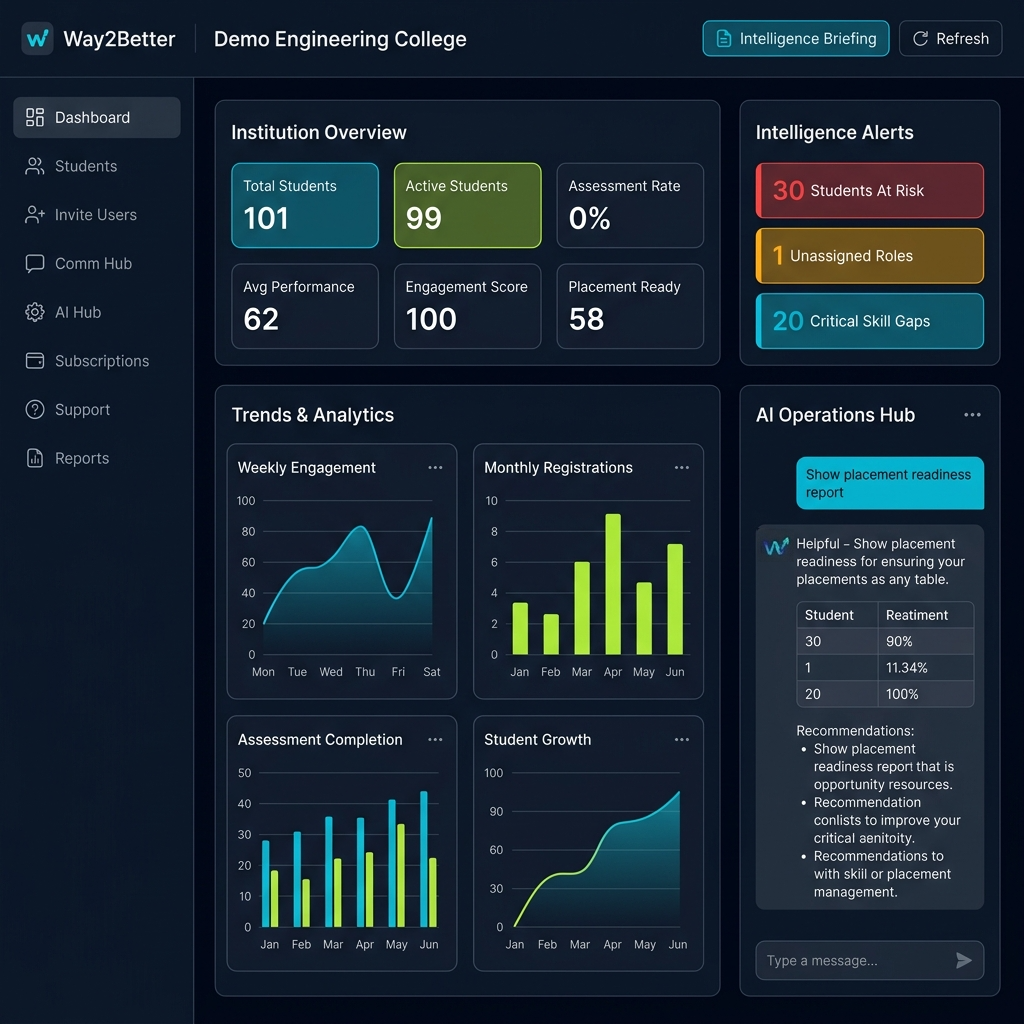 Way2Better
Demo Engineering College
Intelligence Briefing
Refresh
Dashboard
Students
Invite Users
Comm Hub
AI Hub
Subscriptions
Support
Reports
Institution Overview
Total Students
101
Active Students
99
Assessment Rate
0%
Avg Performance
62
Engagement Score
100
Placement Ready
58
Intelligence Alerts
30 Students At Risk
1 Unassigned Roles
20 Critical Skill Gaps
Trends & Analytics
Weekly Engagement
100
80
60
40
20
0
Mon Tue Wed Thu Fri Sat
Monthly Registrations
10
8
6
4
2
0
Jan Feb Mar Apr May Jun
Assessment Completion
50
40
30
20
10
0
Jan Feb Mar Apr May Jun
Student Growth
100
90
60
30
0
Jan Feb Mar Apr May Jun
AI Operations Hub
Show placement readiness
report
Helpful – Show placement
readiness for ensuring your
placements as any table.
Student Reatiment
30 90%
1 11.34%
20 100%
Recommendations:
• Show placement
readiness report that is
opportunity resources.
• Recommendation
conlists to improve your
critical aenitoity.
• Recommendations to
with skill or placement
management.
Type a message...